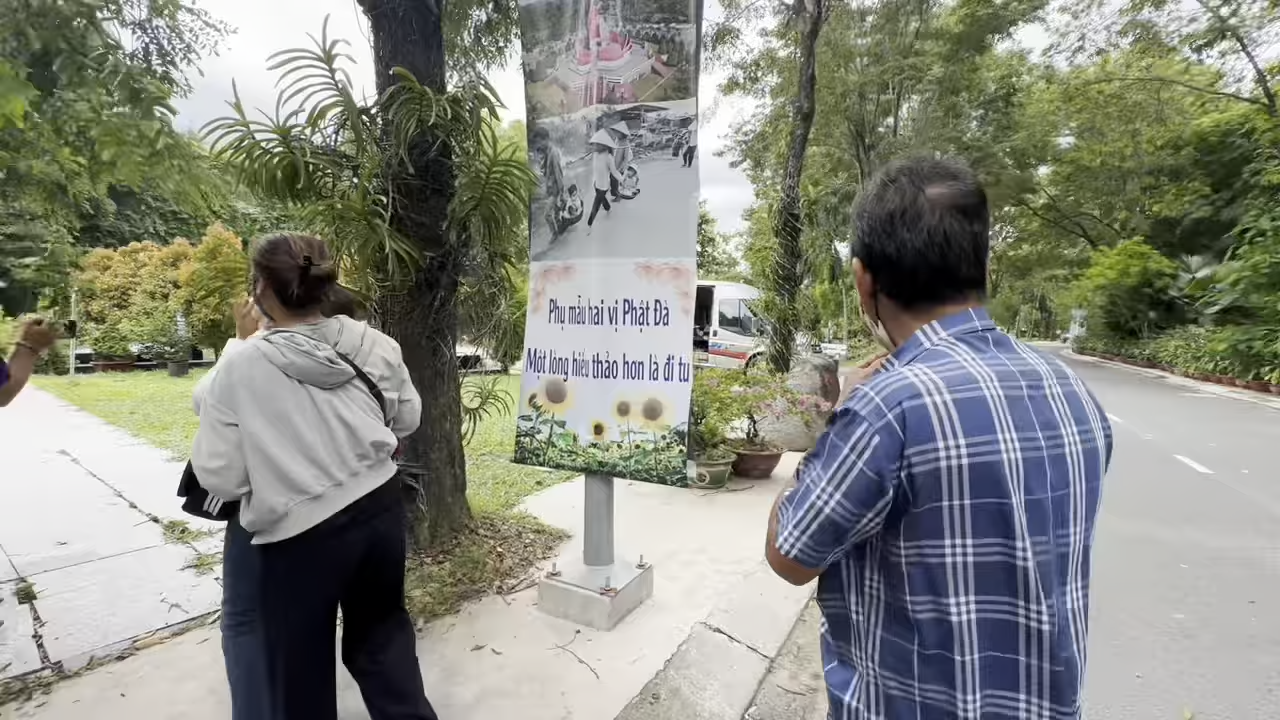 Phụ mẫu hai vị Phật Đà
Một lòng hiếu thảo hơn là đi tu